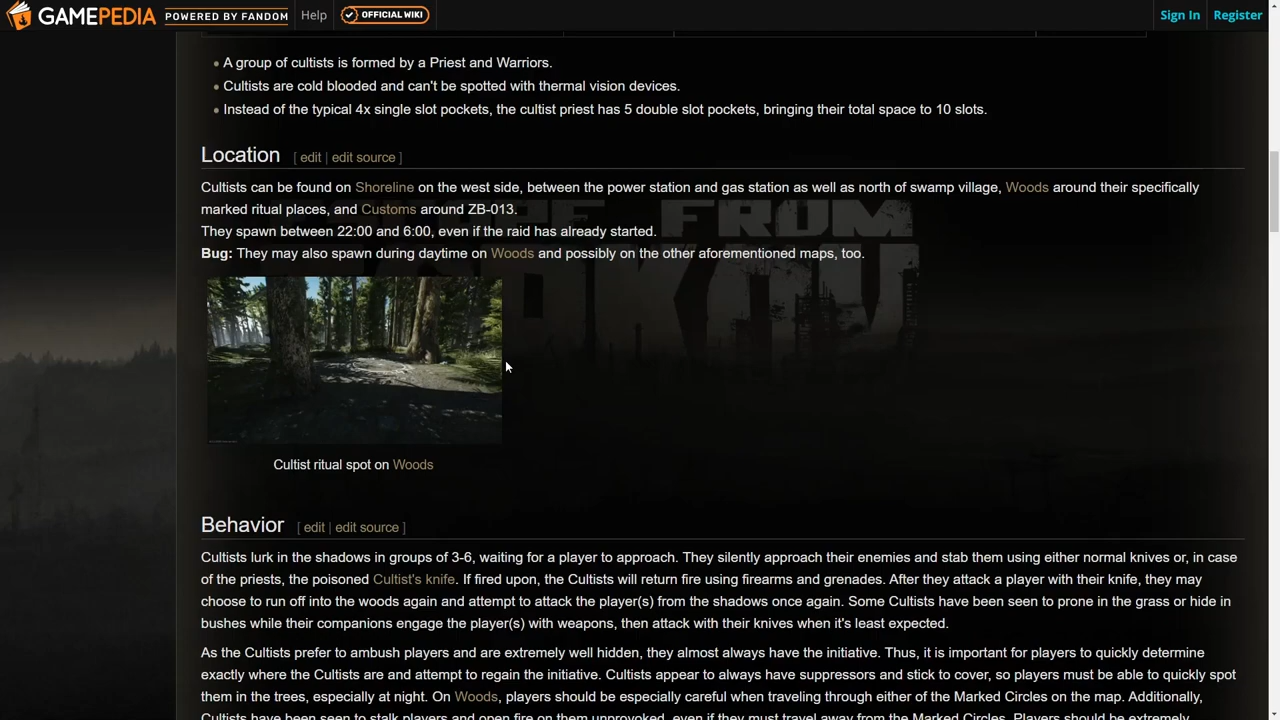 GAMEPEDIA POWERED BY FANDOM Help OFFICIAL WIKI Sign In Register
A group of cultists is formed by a Priest and Warriors.
Cultists are cold blooded and can't be spotted with thermal vision devices.
Instead of the typical 4x single slot pockets, the cultist priest has 5 double slot pockets, bringing their total space to 10 slots.
Location [ edit | edit source ]
Cultists can be found on Shoreline on the west side, between the power station and gas station as well as north of swamp village, Woods around their specifically
marked ritual places, and Customs around ZB-013.
They spawn between 22:00 and 6:00, even if the raid has already started.
Bug: They may also spawn during daytime on Woods and possibly on the other aforementioned maps, too.
Cultist ritual spot on Woods
Behavior [ edit | edit source ]
Cultists lurk in the shadows in groups of 3-6, waiting for a player to approach. They silently approach their enemies and stab them using either normal knives or, in case
of the priests, the poisoned Cultist's knife. If fired upon, the Cultists will return fire using firearms and grenades. After they attack a player with their knife, they may
choose to run off into the woods again and attempt to attack the player(s) from the shadows once again. Some Cultists have been seen to prone in the grass or hide in
bushes while their companions engage the player(s) with weapons, then attack with their knives when it's least expected.
As the Cultists prefer to ambush players and are extremely well hidden, they almost always have the initiative. Thus, it is important for players to quickly determine
exactly where the Cultists are and attempt to regain the initiative. Cultists appear to always have suppressors and stick to cover, so players must be able to quickly spot
them in the trees, especially at night. On Woods, players should be especially careful when traveling through either of the Marked Circles on the map. Additionally,
Cultists have been seen to stalk players and open fire on them unprovoked, even if they must travel away from the Marked Circles. Players should be extremely